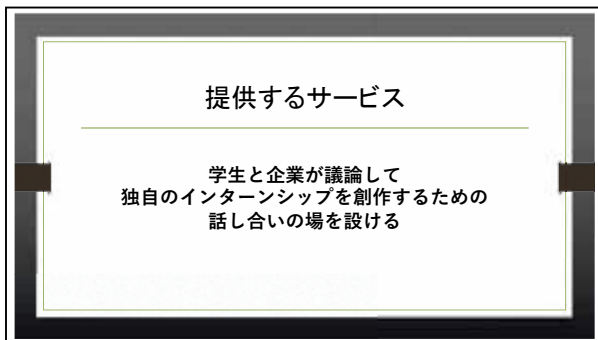 提供するサービス
学生と企業が議論して
独自のインターンシップを創作するための
話し合いの場を設ける